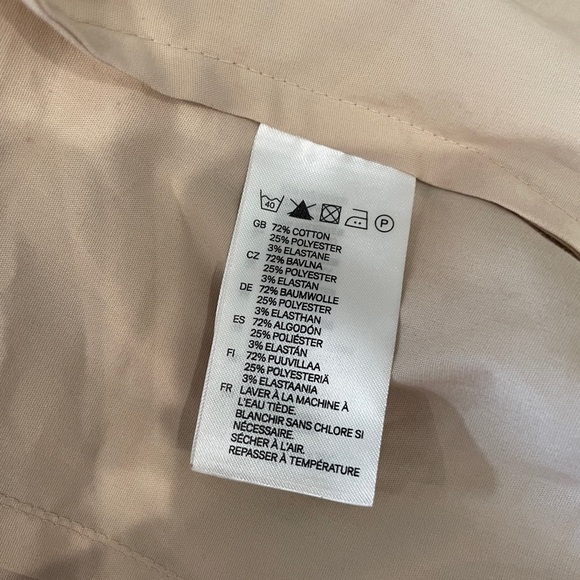 40 P
GB 72% COTTON
25% POLYESTER
3% ELASTANE
CZ 72% BAVLNA
25% POLYESTER
3% ELASTAN
DE 72% BAUMWOLLE
25% POLYESTER
3% ELASTHAN
ES 72% ALGODÓN
25% POLIÉSTER
3% ELASTÁN
FI 72% PUUVILLAA
25% POLYESTERIÄ
3% ELASTAANIA
FR LAVER À LA MACHINE À
L'EAU TIÈDE.
BLANCHIR SANS CHLORE SI
NÉCESSAIRE.
SÉCHER À L'AIR.
REPASSER À TEMPÉRATURE